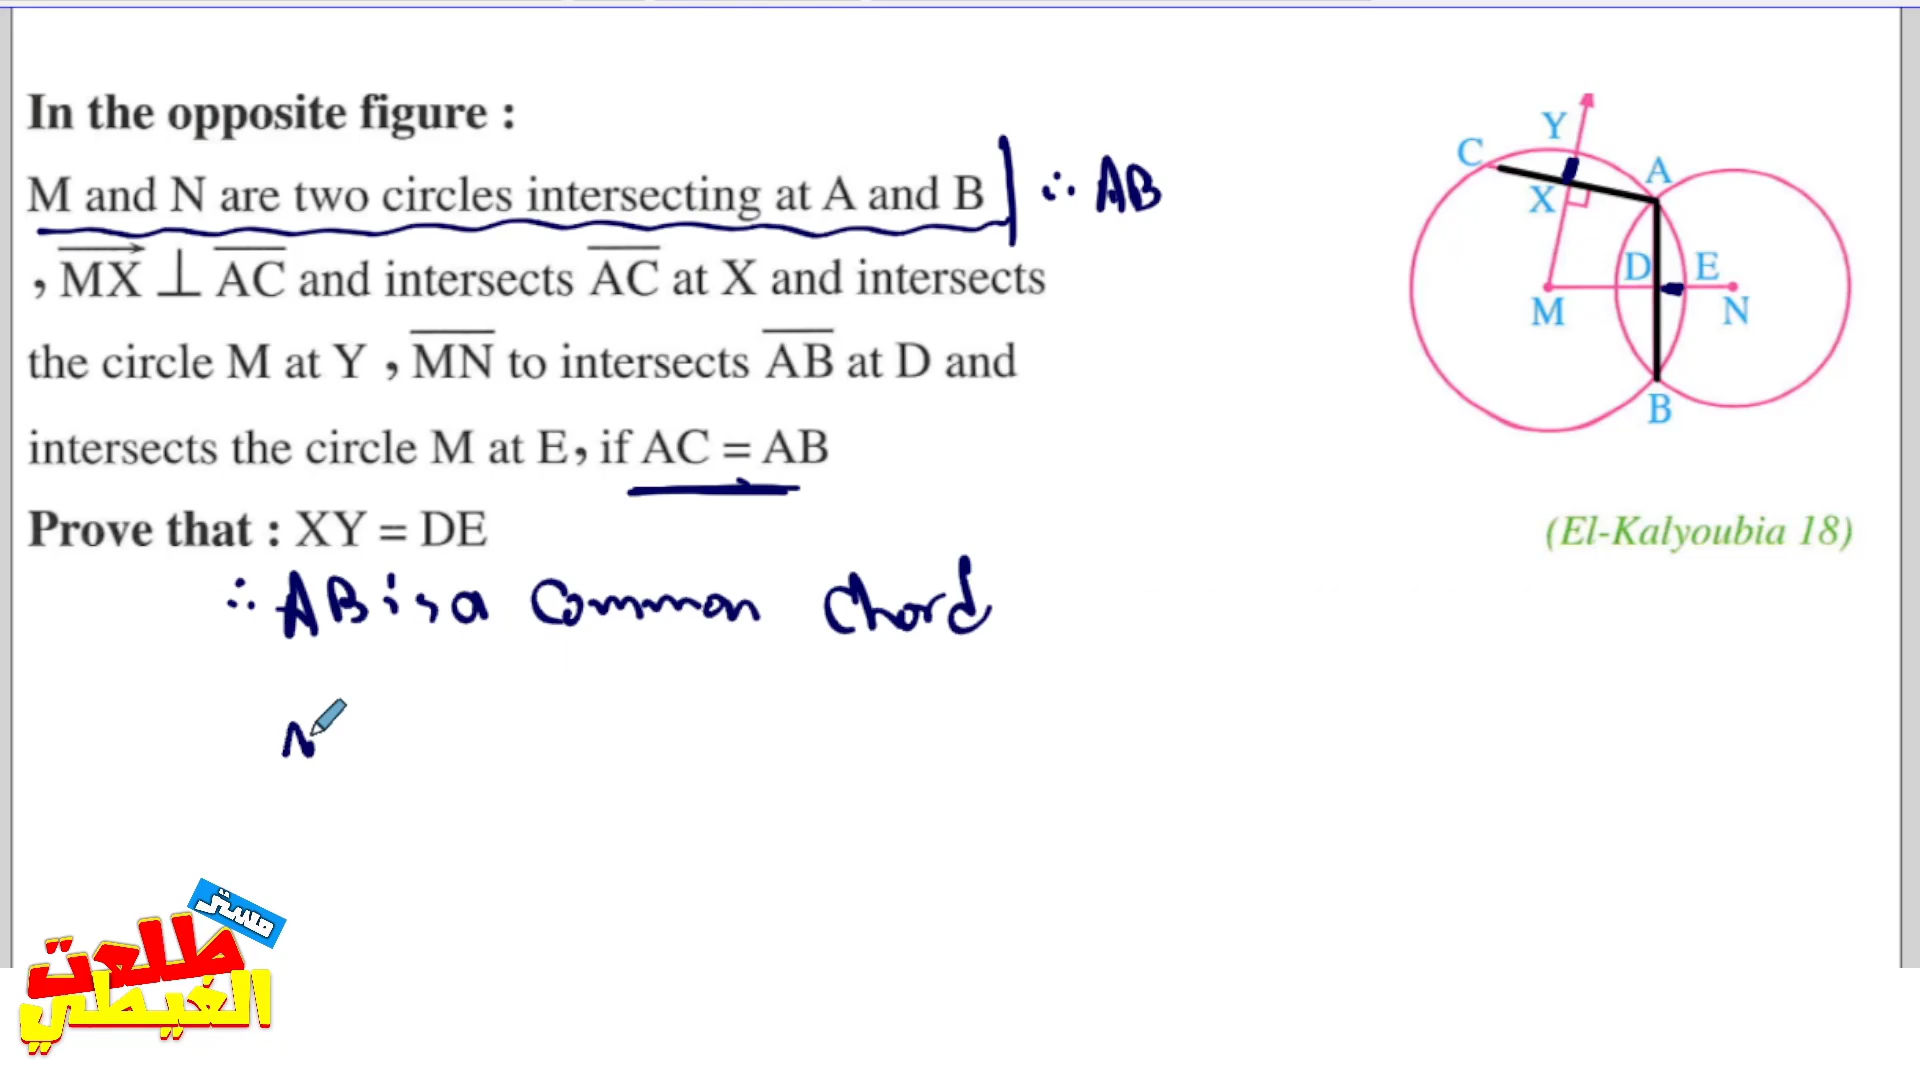 In the opposite figure :
M and N are two circles intersecting at A and B ∴ AB
, MX ⊥ AC and intersects AC at X and intersects
the circle M at Y , MN to intersects AB at D and
intersects the circle M at E, if AC = AB
Prove that : XY = DE
∴ AB is a Common Chord
C
Y
A
X
D
E
M
N
B
(El-Kalyoubia 18)
مستر
طلعت
الغيطي